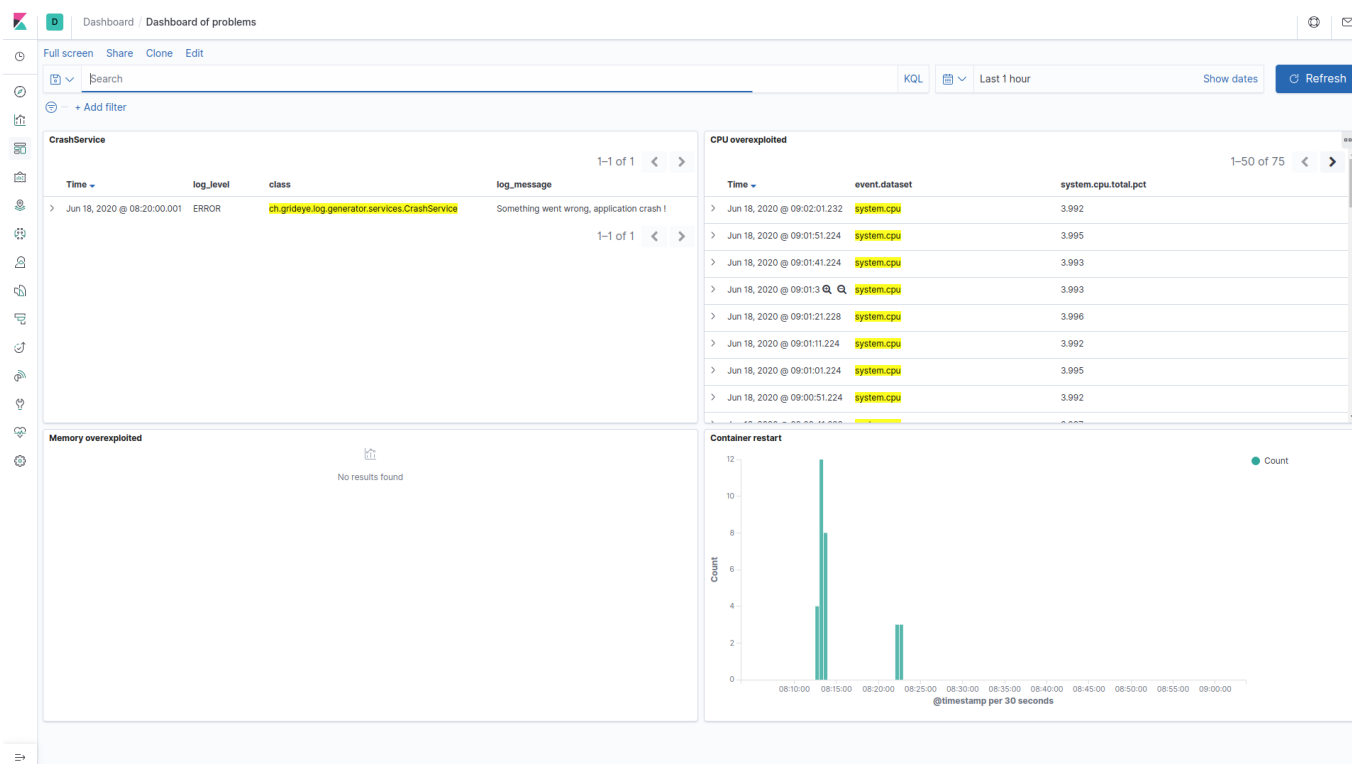 D Dashboard / Dashboard of problems
Full screen Share Clone Edit
Search KQL Last 1 hour Show dates Refresh
+ Add filter
CrashService
1–1 of 1
Time log_level class log_message
Jun 18, 2020 @ 08:20:00.001 ERROR ch.grideye.log.generator.services.CrashService Something went wrong, application crash !
1–1 of 1
CPU overexploited
1–50 of 75
Time event.dataset system.cpu.total.pct
Jun 18, 2020 @ 09:02:01.232 system.cpu 3.992
Jun 18, 2020 @ 09:01:51.224 system.cpu 3.995
Jun 18, 2020 @ 09:01:41.224 system.cpu 3.993
Jun 18, 2020 @ 09:01:3 system.cpu 3.993
Jun 18, 2020 @ 09:01:21.228 system.cpu 3.996
Jun 18, 2020 @ 09:01:11.224 system.cpu 3.992
Jun 18, 2020 @ 09:01:01.224 system.cpu 3.995
Jun 18, 2020 @ 09:00:51.224 system.cpu 3.992
Memory overexploited
No results found
Container restart
Count
12
10
8
6
4
2
0
Count
08:10:00 08:15:00 08:20:00 08:25:00 08:30:00 08:35:00 08:40:00 08:45:00 08:50:00 08:55:00 09:00:00
@timestamp per 30 seconds